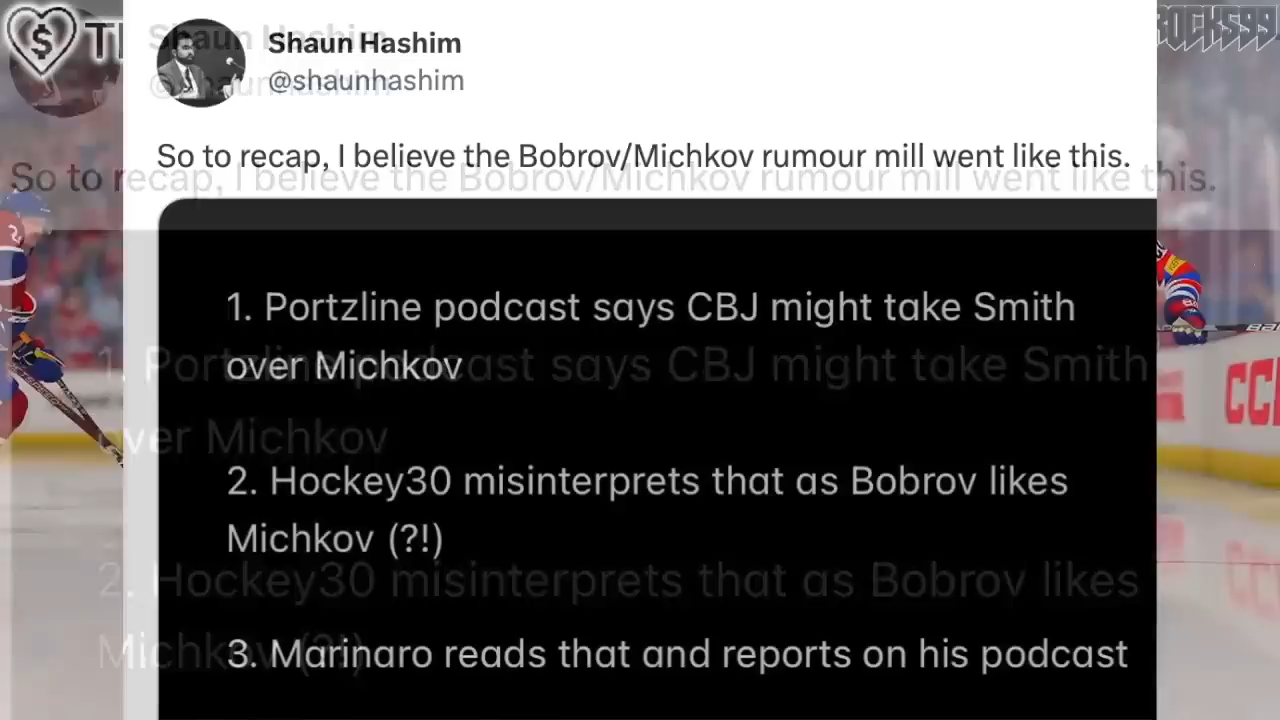 Shaun Hashim
@shaunhashim
So to recap, I believe the Bobrov/Michkov rumour mill went like this.
1. Portzline podcast says CBJ might take Smith
over Michkov
2. Hockey30 misinterprets that as Bobrov likes
Michkov (?!)
3. Marinaro reads that and reports on his podcast
ROCKS99
CC